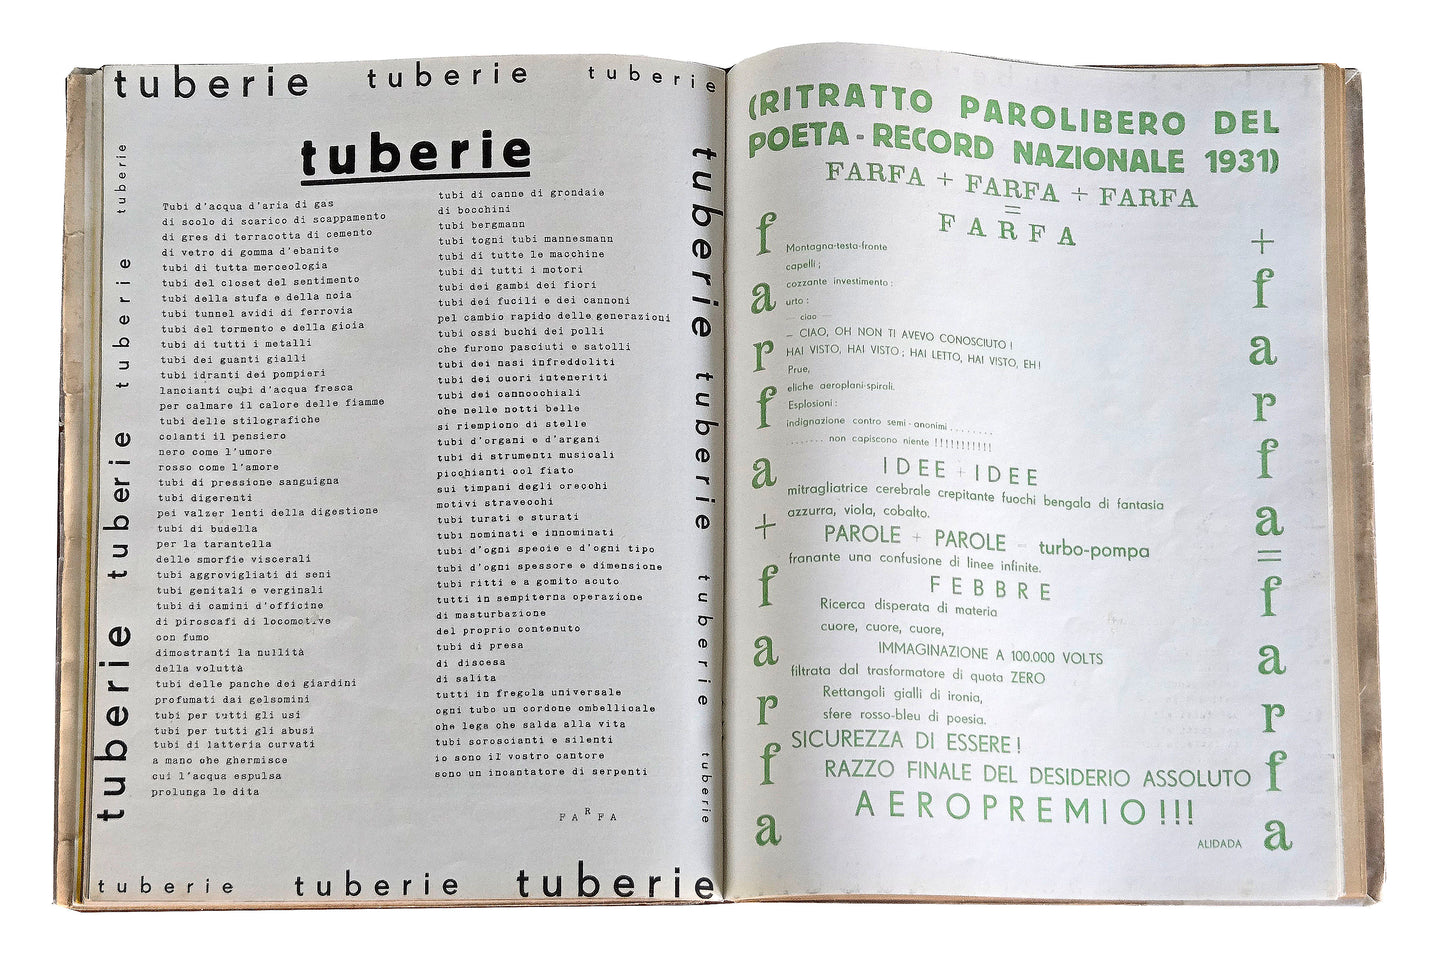 tuberie tuberie tuberie
tuberie
tuberie tuberie tuberie tuberie
Tubi d'acqua d'aria di gas
di scolo di scarico di scappamento
di gres di terracotta di cemento
di vetro di gomma d'ebanite
tubi di tutta merceologia
tubi del closet del sentimento
tubi della stufa e della noia
tubi tunnel avidi di ferrovia
tubi del tormento e della gioia
tubi di tutti i metalli
tubi dei guanti gialli
tubi idranti dei pompieri
lancianti cubi d'acqua fresca
per calmare il calore delle fiamme
tubi delle stilografiche
colanti il pensiero
nero come l'umore
rosso come l'amore
tubi di pressione sanguigna
tubi digerenti
pei valzer lenti della digestione
tubi di budella
per la tarantella
delle smorfie viscerali
tubi aggrovigliati di seni
tubi genitali e verginali
tubi di camini d'officine
di piroscafi di locomotive
con fumo
dimostranti la nullità
della voluttà
tubi delle panche dei giardini
profumati dai gelsomini
tubi per tutti gli usi
tubi per tutti gli abusi
tubi di latteria curvati
a mano che ghermisce
cui l'acqua espulsa
prolunga le dita
tubi di canne di grondaie
di bocchini
tubi bergmann
tubi togni tubi mannesmann
tubi di tutte le macchine
tubi di tutti i motori
tubi dei gambi dei fiori
tubi dei fucili e dei cannoni
pel cambio rapido delle generazioni
tubi ossi buchi dei polli
che furono pasciuti e satolli
tubi dei nasi infreddoliti
tubi dei cuori inteneriti
tubi dei cannocchiali
che nelle notti belle
si riempiono di stelle
tubi d'organi e d'argani
tubi di strumenti musicali
picchianti col fiato
sui timpani degli orecchi
motivi stravecchi
tubi turati e sturati
tubi nominati e innominati
tubi d'ogni specie e d'ogni tipo
tubi d'ogni spessore e dimensione
tubi ritti e a gomito acuto
tutti in sempiterna operazione
di masturbazione
del proprio contenuto
tubi di presa
di discesa
di salita
tutti in fregola universale
ogni tubo un cordone ombellicale
che lega che salda alla vita
tubi scroscianti e silenti
io sono il vostro cantore
sono un incantatore di serpenti
FARFA
tuberie tuberie tuberie tuberie tuberie
tuberie tuberie tuberie
(RITRATTO PAROLIBERO DEL
POETA-RECORD NAZIONALE 1931)
FARFA + FARFA + FARFA
=
FARFA
farfa+farfa
Montagna-testa-fronte
capelli;
cozzante investimento:
urto:
— ciao —
– CIAO, OH NON TI AVEVO CONOSCIUTO!
HAI VISTO, HAI VISTO; HAI LETTO, HAI VISTO, EH!
Prue,
eliche aeroplani-spirali.
Esplosioni:
indignazione contro semi-anonimi ........
........ non capiscono niente !!!!!!!!!!!
IDEE + IDEE
mitragliatrice cerebrale crepitante fuochi bengala di fantasia
azzurra, viola, cobalto.
PAROLE + PAROLE = turbo-pompa
franante una confusione di linee infinite.
FEBBRE
Ricerca disperata di materia
cuore, cuore, cuore,
IMMAGINAZIONE A 100.000 VOLTS
filtrata dal trasformatore di quota ZERO
Rettangoli gialli di ironia,
sfere rosso-bleu di poesia.
SICUREZZA DI ESSERE!
RAZZO FINALE DEL DESIDERIO ASSOLUTO
AEROPREMIO!!!
ALIDADA
+farfa=farfa